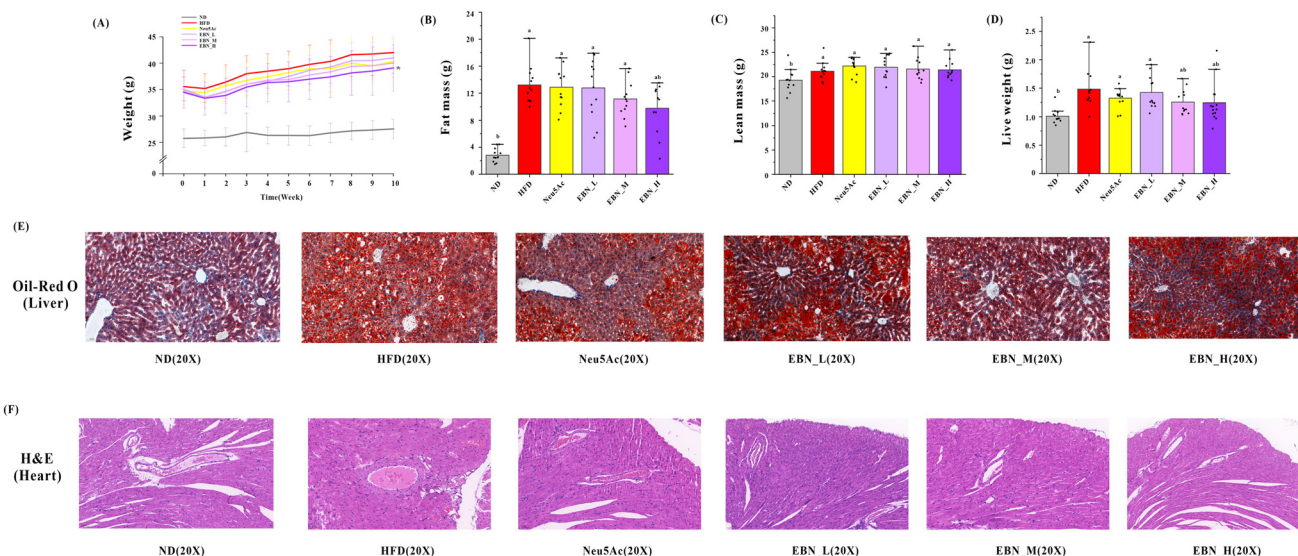 (A)
ND
HFD
Neu5Ac
EBN_L
EBN_M
EBN_H
Weight (g)
45
40
35
30
25
0
*
0 1 2 3 4 5 6 7 8 9 10
Time(Week)
(B)
Fat mass (g)
24
20
16
12
8
4
0
b a a a a ab
ND HFD Neu5Ac EBN_L EBN_M EBN_H
(C)
Lean mass (g)
30
25
20
15
10
5
0
b a a a a a
ND HFD Neu5Ac EBN_L EBN_M EBN_H
(D)
Live weight (g)
2.5
2.0
1.5
1.0
0.5
0.0
b a a a ab ab
ND HFD Neu5Ac EBN_L EBN_M EBN_H
(E)
Oil-Red O
(Liver)
ND(20X) HFD(20X) Neu5Ac(20X) EBN_L(20X) EBN_M(20X) EBN_H(20X)
(F)
H&E
(Heart)
ND(20X) HFD(20X) Neu5Ac(20X) EBN_L(20X) EBN_M(20X) EBN_H(20X)